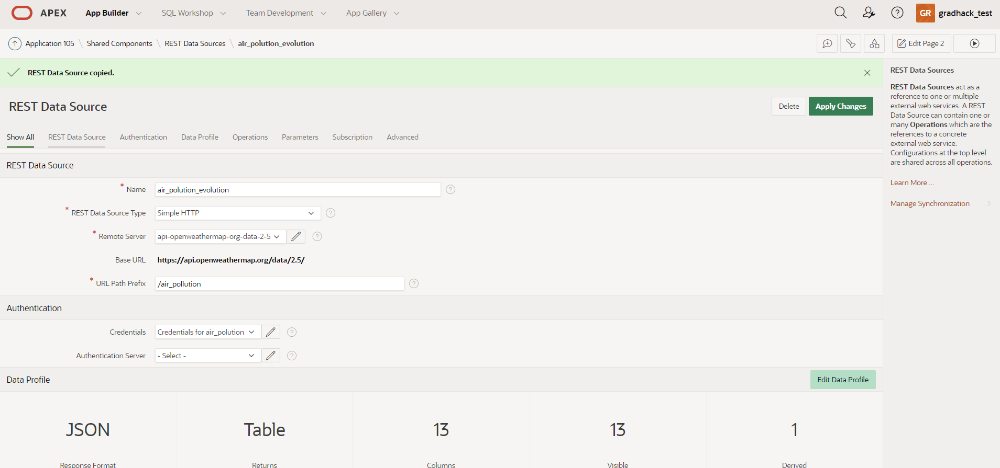 APEX App Builder SQL Workshop Team Development App Gallery GR gradhack_test
Application 105 \ Shared Components \ REST Data Sources \ air_polution_evolution Edit Page 2
REST Data Source copied.
REST Data Source Delete Apply Changes
Show All REST Data Source Authentication Data Profile Operations Parameters Subscription Advanced
REST Data Source
* Name air_polution_evolution ?
* REST Data Source Type Simple HTTP ?
* Remote Server api-openweathermap-org-data-2-5 ?
Base URL https://api.openweathermap.org/data/2.5/
* URL Path Prefix /air_pollution ?
Authentication
Credentials Credentials for air_polution ?
Authentication Server - Select - ?
Data Profile Edit Data Profile
JSON Table 13 13 1
Response Format Returns Columns Visible Derived
REST Data Sources
REST Data Sources act as a
reference to one or multiple
external web services. A REST
Data Source can contain one or
many Operations which are the
references to a concrete
external web service.
Configurations at the top level
are shared across all operations.
Learn More ...
Manage Synchronization